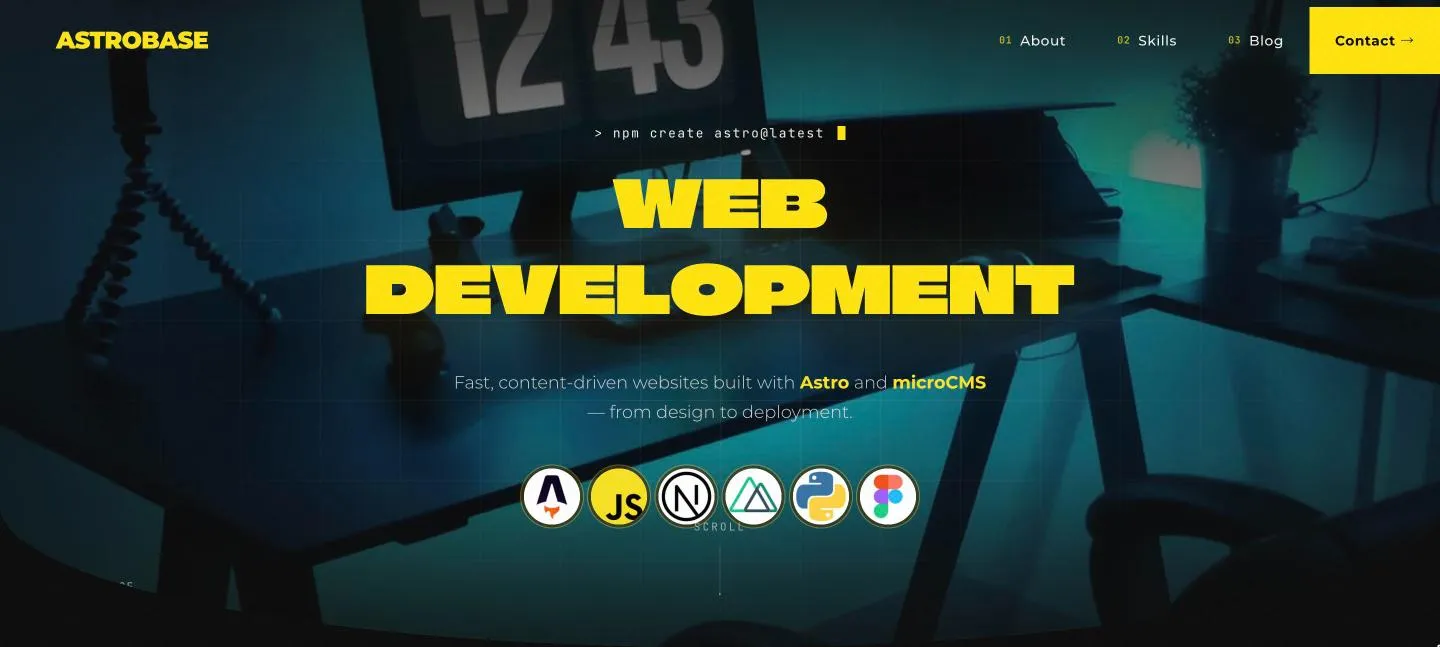 ASTROBASE
01 About
02 Skills
03 Blog
Contact →
12 43
> npm create astro@latest
WEB
DEVELOPMENT
Fast, content-driven websites built with Astro and microCMS
— from design to deployment.
JS
N
SCROLL